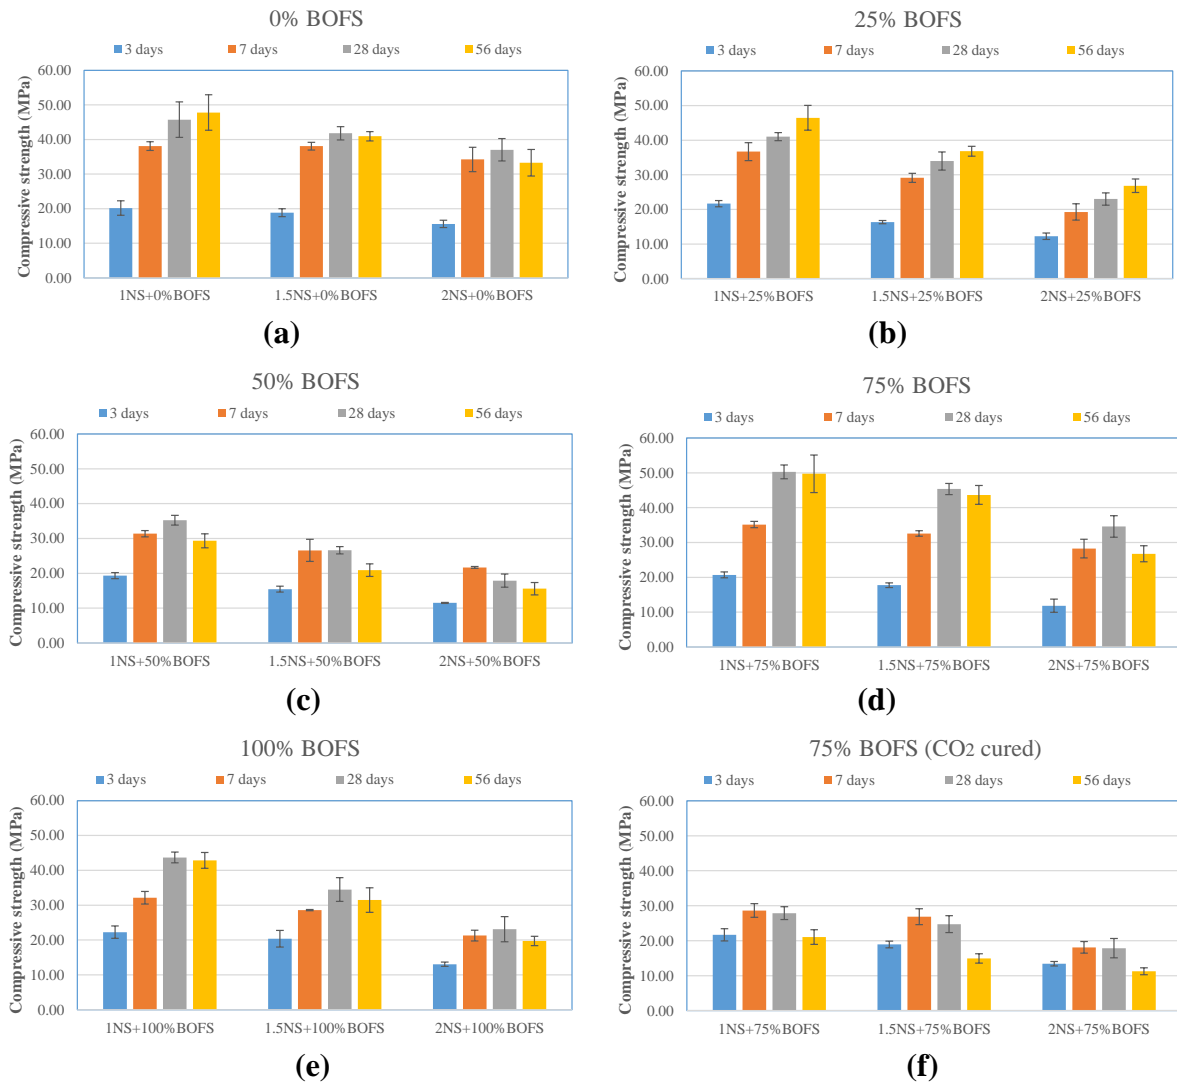 0% BOFS
3 days 7 days 28 days 56 days
Compressive strength (MPa)
60.00
50.00
40.00
30.00
20.00
10.00
0.00
1NS+0%BOFS 1.5NS+0%BOFS 2NS+0%BOFS
(a)
25% BOFS
3 days 7 days 28 days 56 days
Compressive strength (MPa)
60.00
50.00
40.00
30.00
20.00
10.00
0.00
1NS+25%BOFS 1.5NS+25%BOFS 2NS+25%BOFS
(b)
50% BOFS
3 days 7 days 28 days 56 days
Compressive strength (MPa)
60.00
50.00
40.00
30.00
20.00
10.00
0.00
1NS+50%BOFS 1.5NS+50%BOFS 2NS+50%BOFS
(c)
75% BOFS
3 days 7 days 28 days 56 days
Compressive strength (MPa)
60.00
50.00
40.00
30.00
20.00
10.00
0.00
1NS+75%BOFS 1.5NS+75%BOFS 2NS+75%BOFS
(d)
100% BOFS
3 days 7 days 28 days 56 days
Compressive strength (MPa)
60.00
50.00
40.00
30.00
20.00
10.00
0.00
1NS+100%BOFS 1.5NS+100%BOFS 2NS+100%BOFS
(e)
75% BOFS (CO2 cured)
3 days 7 days 28 days 56 days
Compressive strength (MPa)
60.00
50.00
40.00
30.00
20.00
10.00
0.00
1NS+75%BOFS 1.5NS+75%BOFS 2NS+75%BOFS
(f)